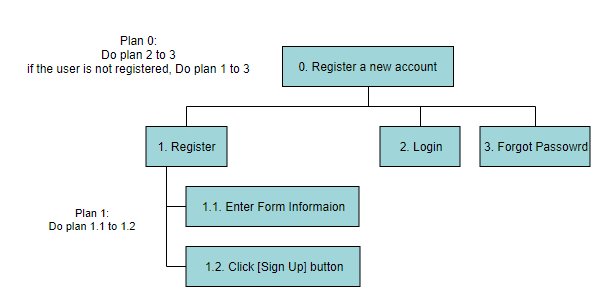 Plan 0:
Do plan 2 to 3
if the user is not registered, Do plan 1 to 3
0. Register a new account
1. Register
2. Login
3. Forgot Passowrd
1.1. Enter Form Informaion
Plan 1:
Do plan 1.1 to 1.2
1.2. Click [Sign Up] button